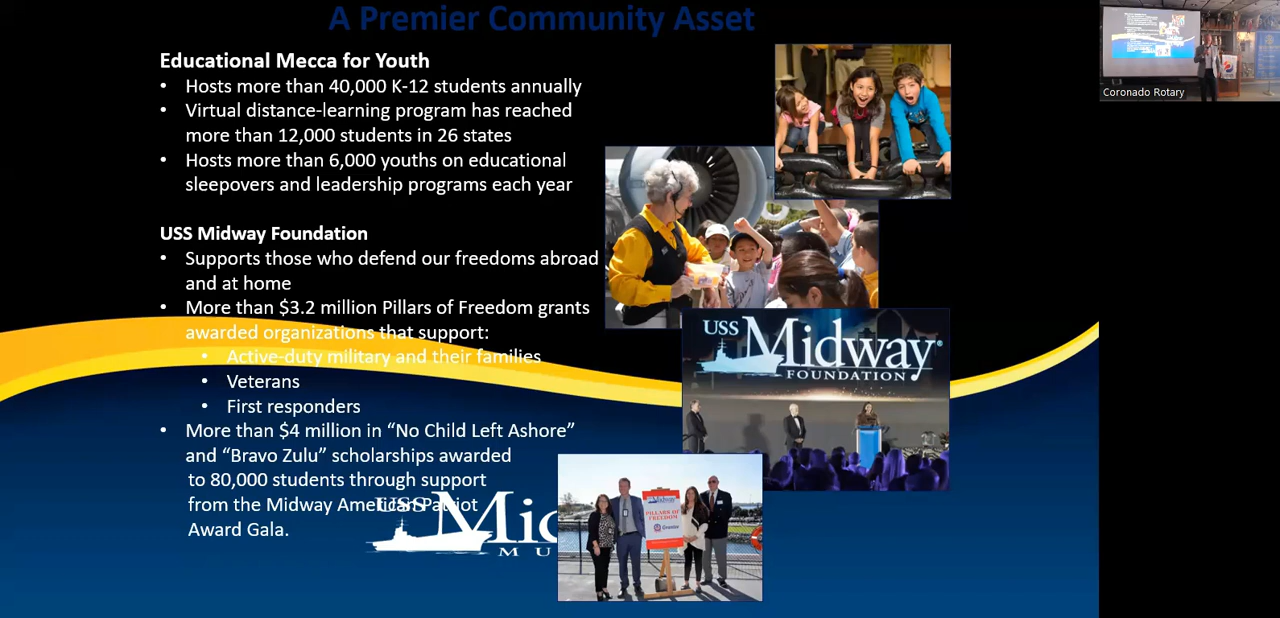 A Premier Community Asset
Educational Mecca for Youth
• Hosts more than 40,000 K-12 students annually
• Virtual distance-learning program has reached
more than 12,000 students in 26 states
• Hosts more than 6,000 youths on educational
sleepovers and leadership programs each year
USS Midway Foundation
• Supports those who defend our freedoms abroad
and at home
• More than $3.2 million Pillars of Freedom grants
awarded organizations that support:
• Active-duty military and their families
• Veterans
• First responders
• More than $4 million in “No Child Left Ashore”
and “Bravo Zulu” scholarships awarded
to 80,000 students through support
from the Midway American Patriot
Award Gala.
USS
Mid
MU
USS
Midway®
FOUNDATION
Midway
PILLARS OF
FREEDOM
Grantee
Coronado Rotary